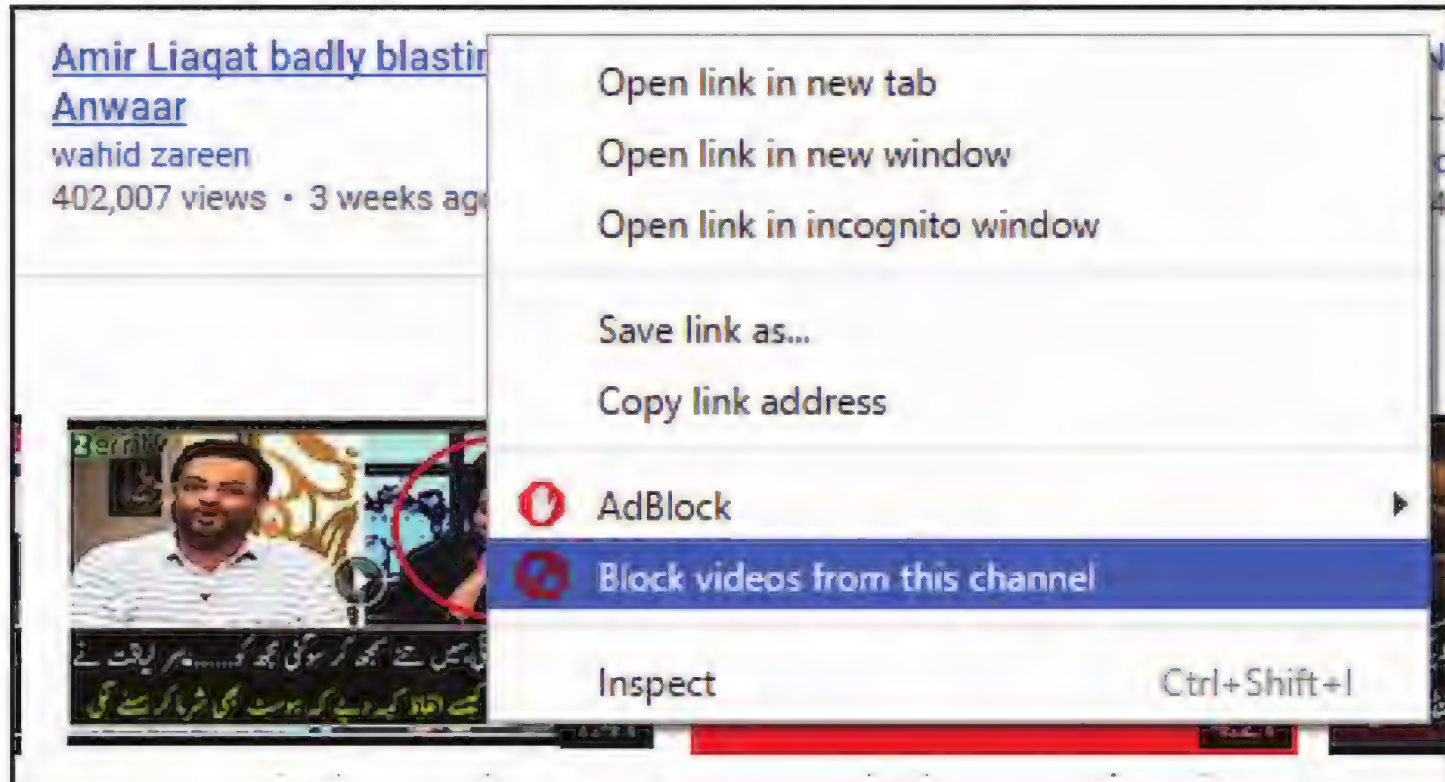 Amir Liaqat badly blastin
Anwaar
wahid zareen
402,007 views • 3 weeks ago
Open link in new tab
Open link in new window
Open link in incognito window
Save link as...
Copy link address
AdBlock
Block videos from this channel
Inspect Ctrl+Shift+I